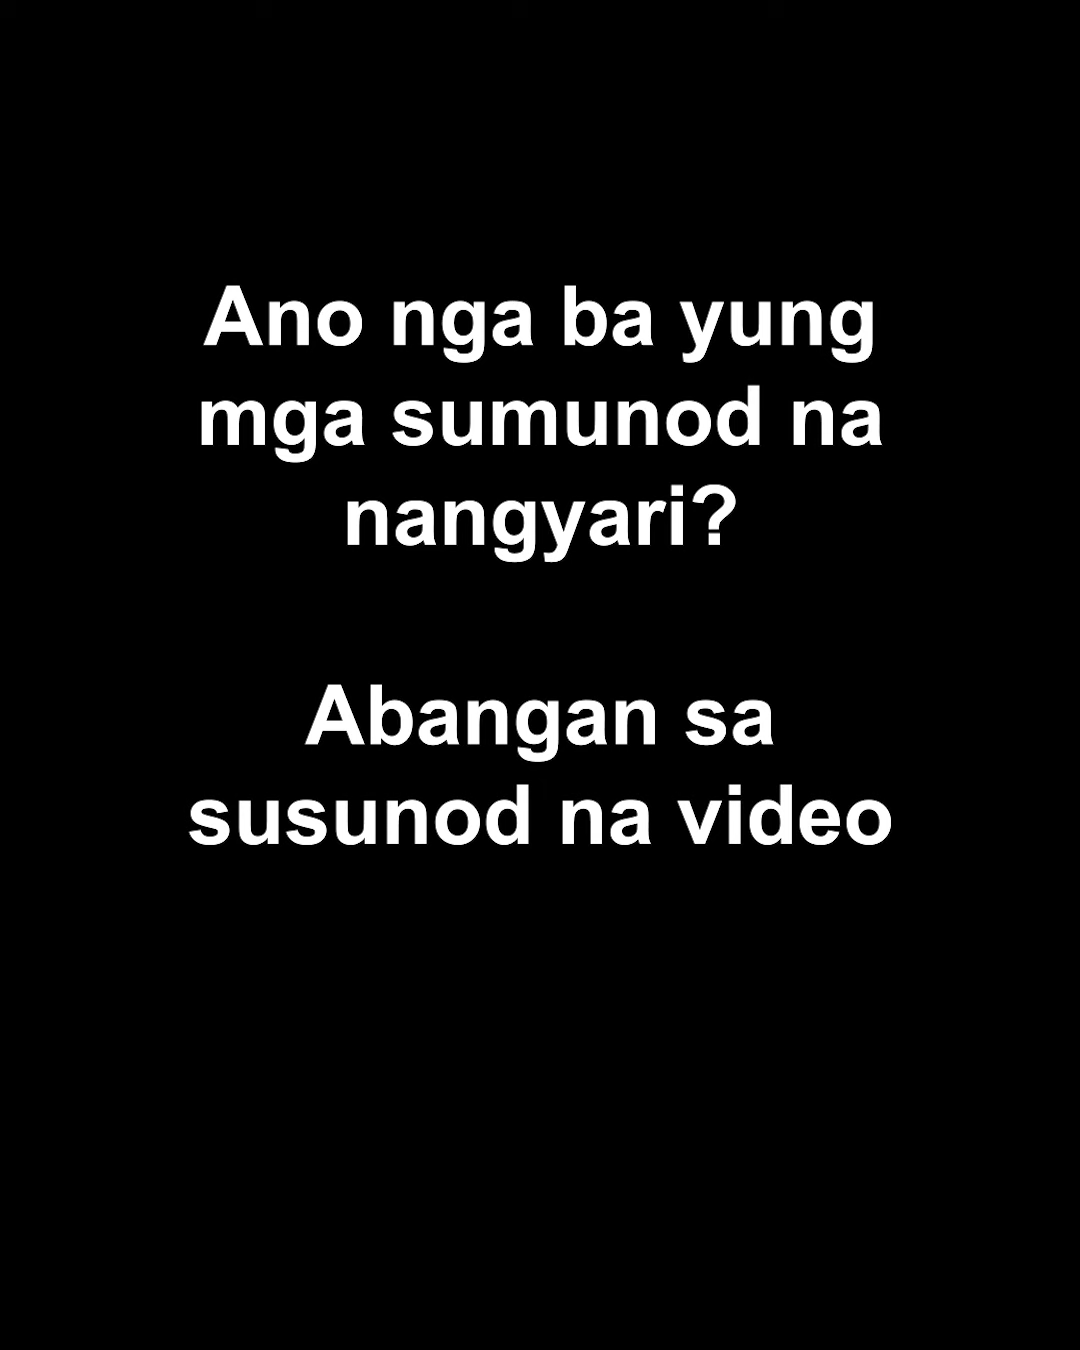 Ano nga ba yung
mga sumunod na
nangyari?
Abangan sa
susunod na video